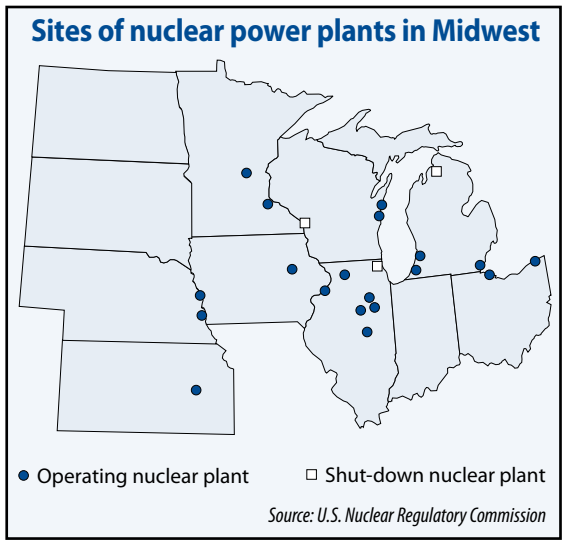 Sites of nuclear power plants in Midwest
Operating nuclear plant
Shut-down nuclear plant
Source: U.S. Nuclear Regulatory Commission